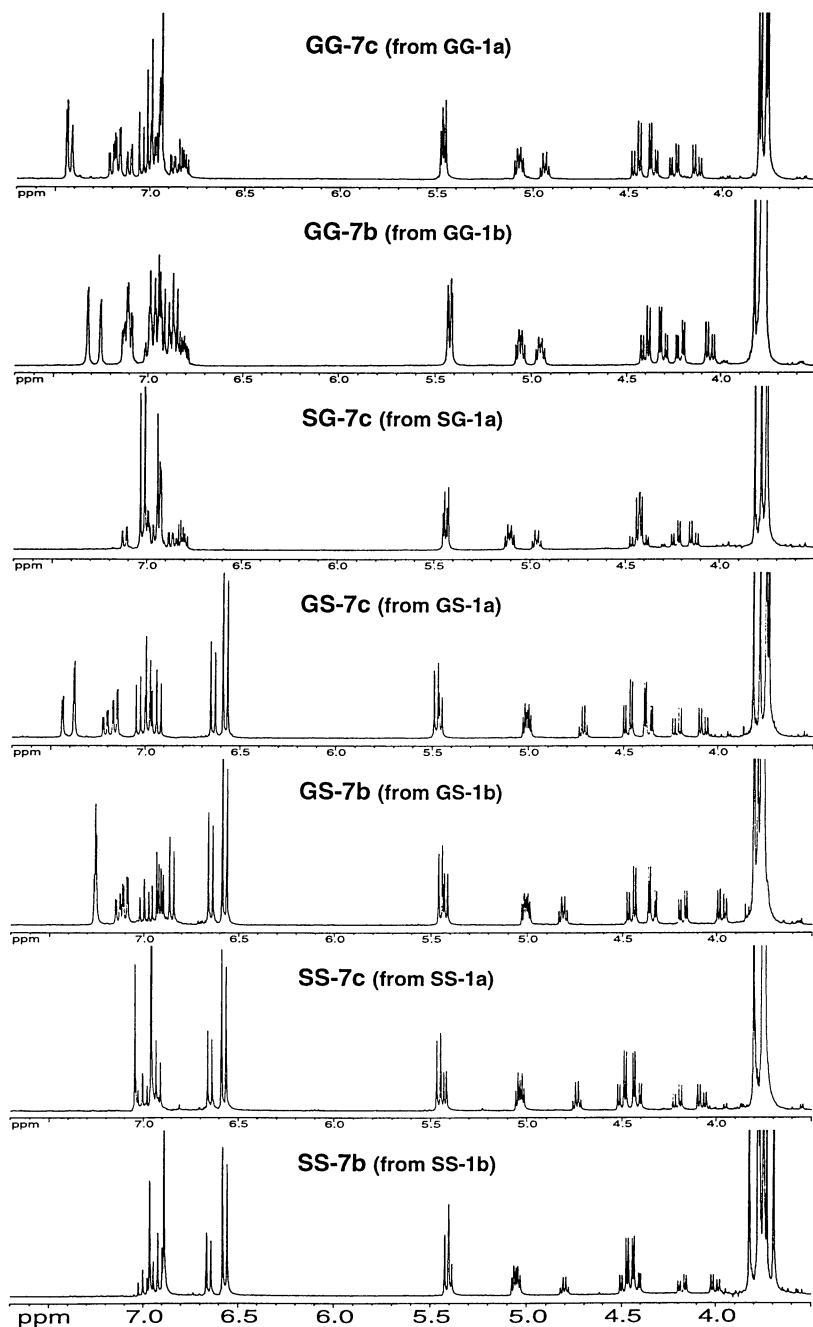 GG-7c (from GG-1a)
ppm 7.0 6.5 6.0 5.5 5.0 4.5 4.0
GG-7b (from GG-1b)
ppm 7.0 6.5 6.0 5.5 5.0 4.5 4.0
SG-7c (from SG-1a)
ppm 7.0 6.5 6.0 5.5 5.0 4.5 4.0
GS-7c (from GS-1a)
ppm 7.0 6.5 6.0 5.5 5.0 4.5 4.0
GS-7b (from GS-1b)
ppm 7.0 6.5 6.0 5.5 5.0 4.5 4.0
SS-7c (from SS-1a)
ppm 7.0 6.5 6.0 5.5 5.0 4.5 4.0
SS-7b (from SS-1b)
ppm 7.0 6.5 6.0 5.5 5.0 4.5 4.0